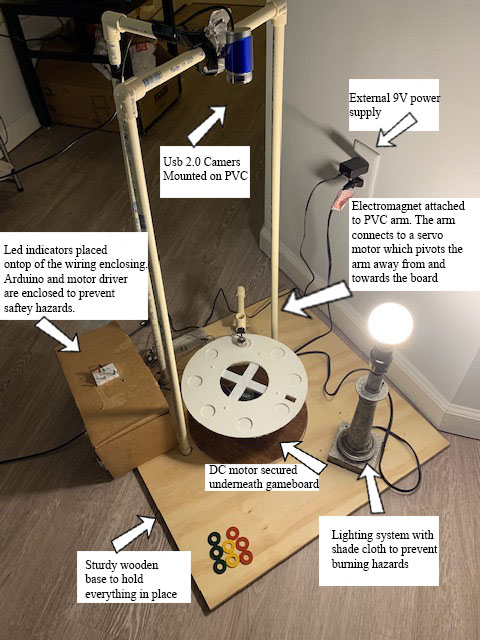 External 9V power
supply
Usb 2.0 Camers
Mounted on PVC
Electromagnet attached
to PVC arm. The arm
connects to a servo
motor which pivots the
arm away from and
towards the board
Led indicators placed
ontop of the wiring enclosing.
Arduino and motor driver
are enclosed to prevent
saftey hazards.
DC motor secured
underneath gameboard
Lighting system with
shade cloth to prevent
burning hazards
Sturdy wooden
base to hold
everything in place